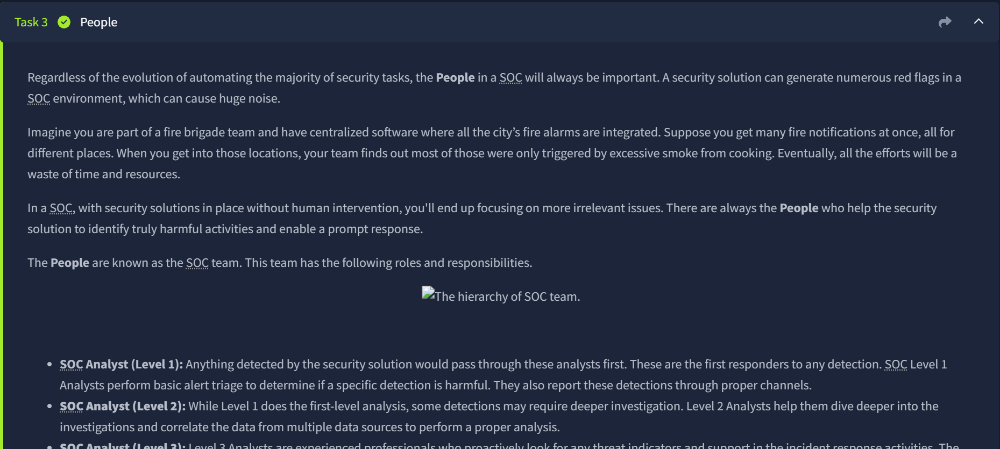 Task 3 People
Regardless of the evolution of automating the majority of security tasks, the People in a SOC will always be important. A security solution can generate numerous red flags in a
SOC environment, which can cause huge noise.
Imagine you are part of a fire brigade team and have centralized software where all the city’s fire alarms are integrated. Suppose you get many fire notifications at once, all for
different places. When you get into those locations, your team finds out most of those were only triggered by excessive smoke from cooking. Eventually, all the efforts will be a
waste of time and resources.
In a SOC, with security solutions in place without human intervention, you'll end up focusing on more irrelevant issues. There are always the People who help the security
solution to identify truly harmful activities and enable a prompt response.
The People are known as the SOC team. This team has the following roles and responsibilities.
The hierarchy of SOC team.
• SOC Analyst (Level 1): Anything detected by the security solution would pass through these analysts first. These are the first responders to any detection. SOC Level 1
Analysts perform basic alert triage to determine if a specific detection is harmful. They also report these detections through proper channels.
• SOC Analyst (Level 2): While Level 1 does the first-level analysis, some detections may require deeper investigation. Level 2 Analysts help them dive deeper into the
investigations and correlate the data from multiple data sources to perform a proper analysis.
• SOC Analyst (Level 3): Level 3 Analysts are experienced professionals who proactively look for any threat indicators and support in the incident response activities. The